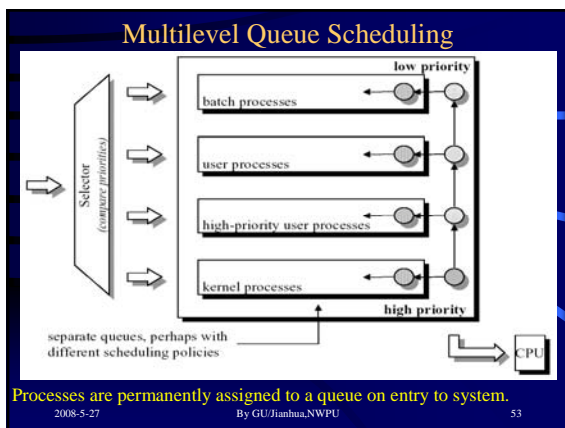 Multilevel Queue Scheduling
low priority
batch processes
user processes
Selector
(compare priorities)
high-priority user processes
kernel processes
high priority
separate queues, perhaps with
different scheduling policies
CPU
Processes are permanently assigned to a queue on entry to system.
2008-5-27 By GU/Jianhua,NWPU 53